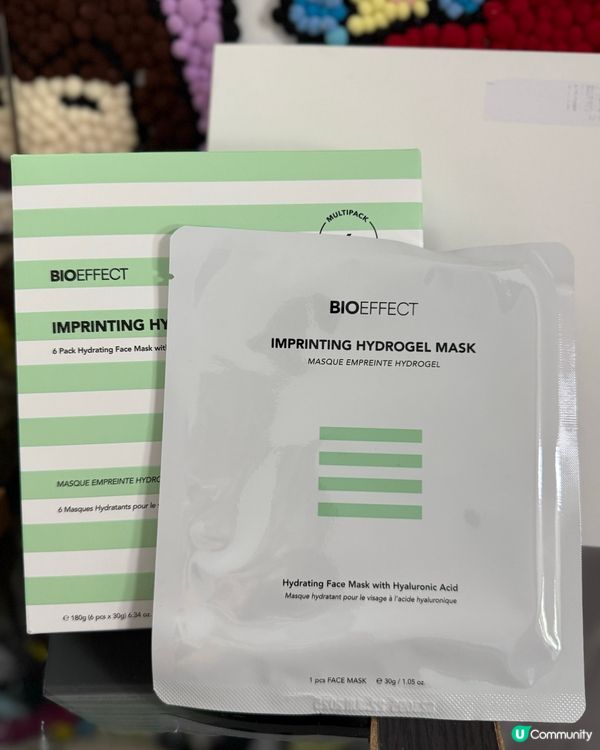 MULTIPACK
BIOEFFECT
IMPRINTING HY
6 Pack Hydrating Face Mask wit
MASQUE EMPREINTE HYDRO
6 Masques Hydratants pour le
℮ 180g (6 pcs x 30g) 6.34 oz.
BIOEFFECT
IMPRINTING HYDROGEL MASK
MASQUE EMPREINTE HYDROGEL
Hydrating Face Mask with Hyaluronic Acid
Masque hydratant pour le visage à l'acide hyaluronique
1 pcs FACE MASK ℮ 30g / 1.05 oz.
U Community